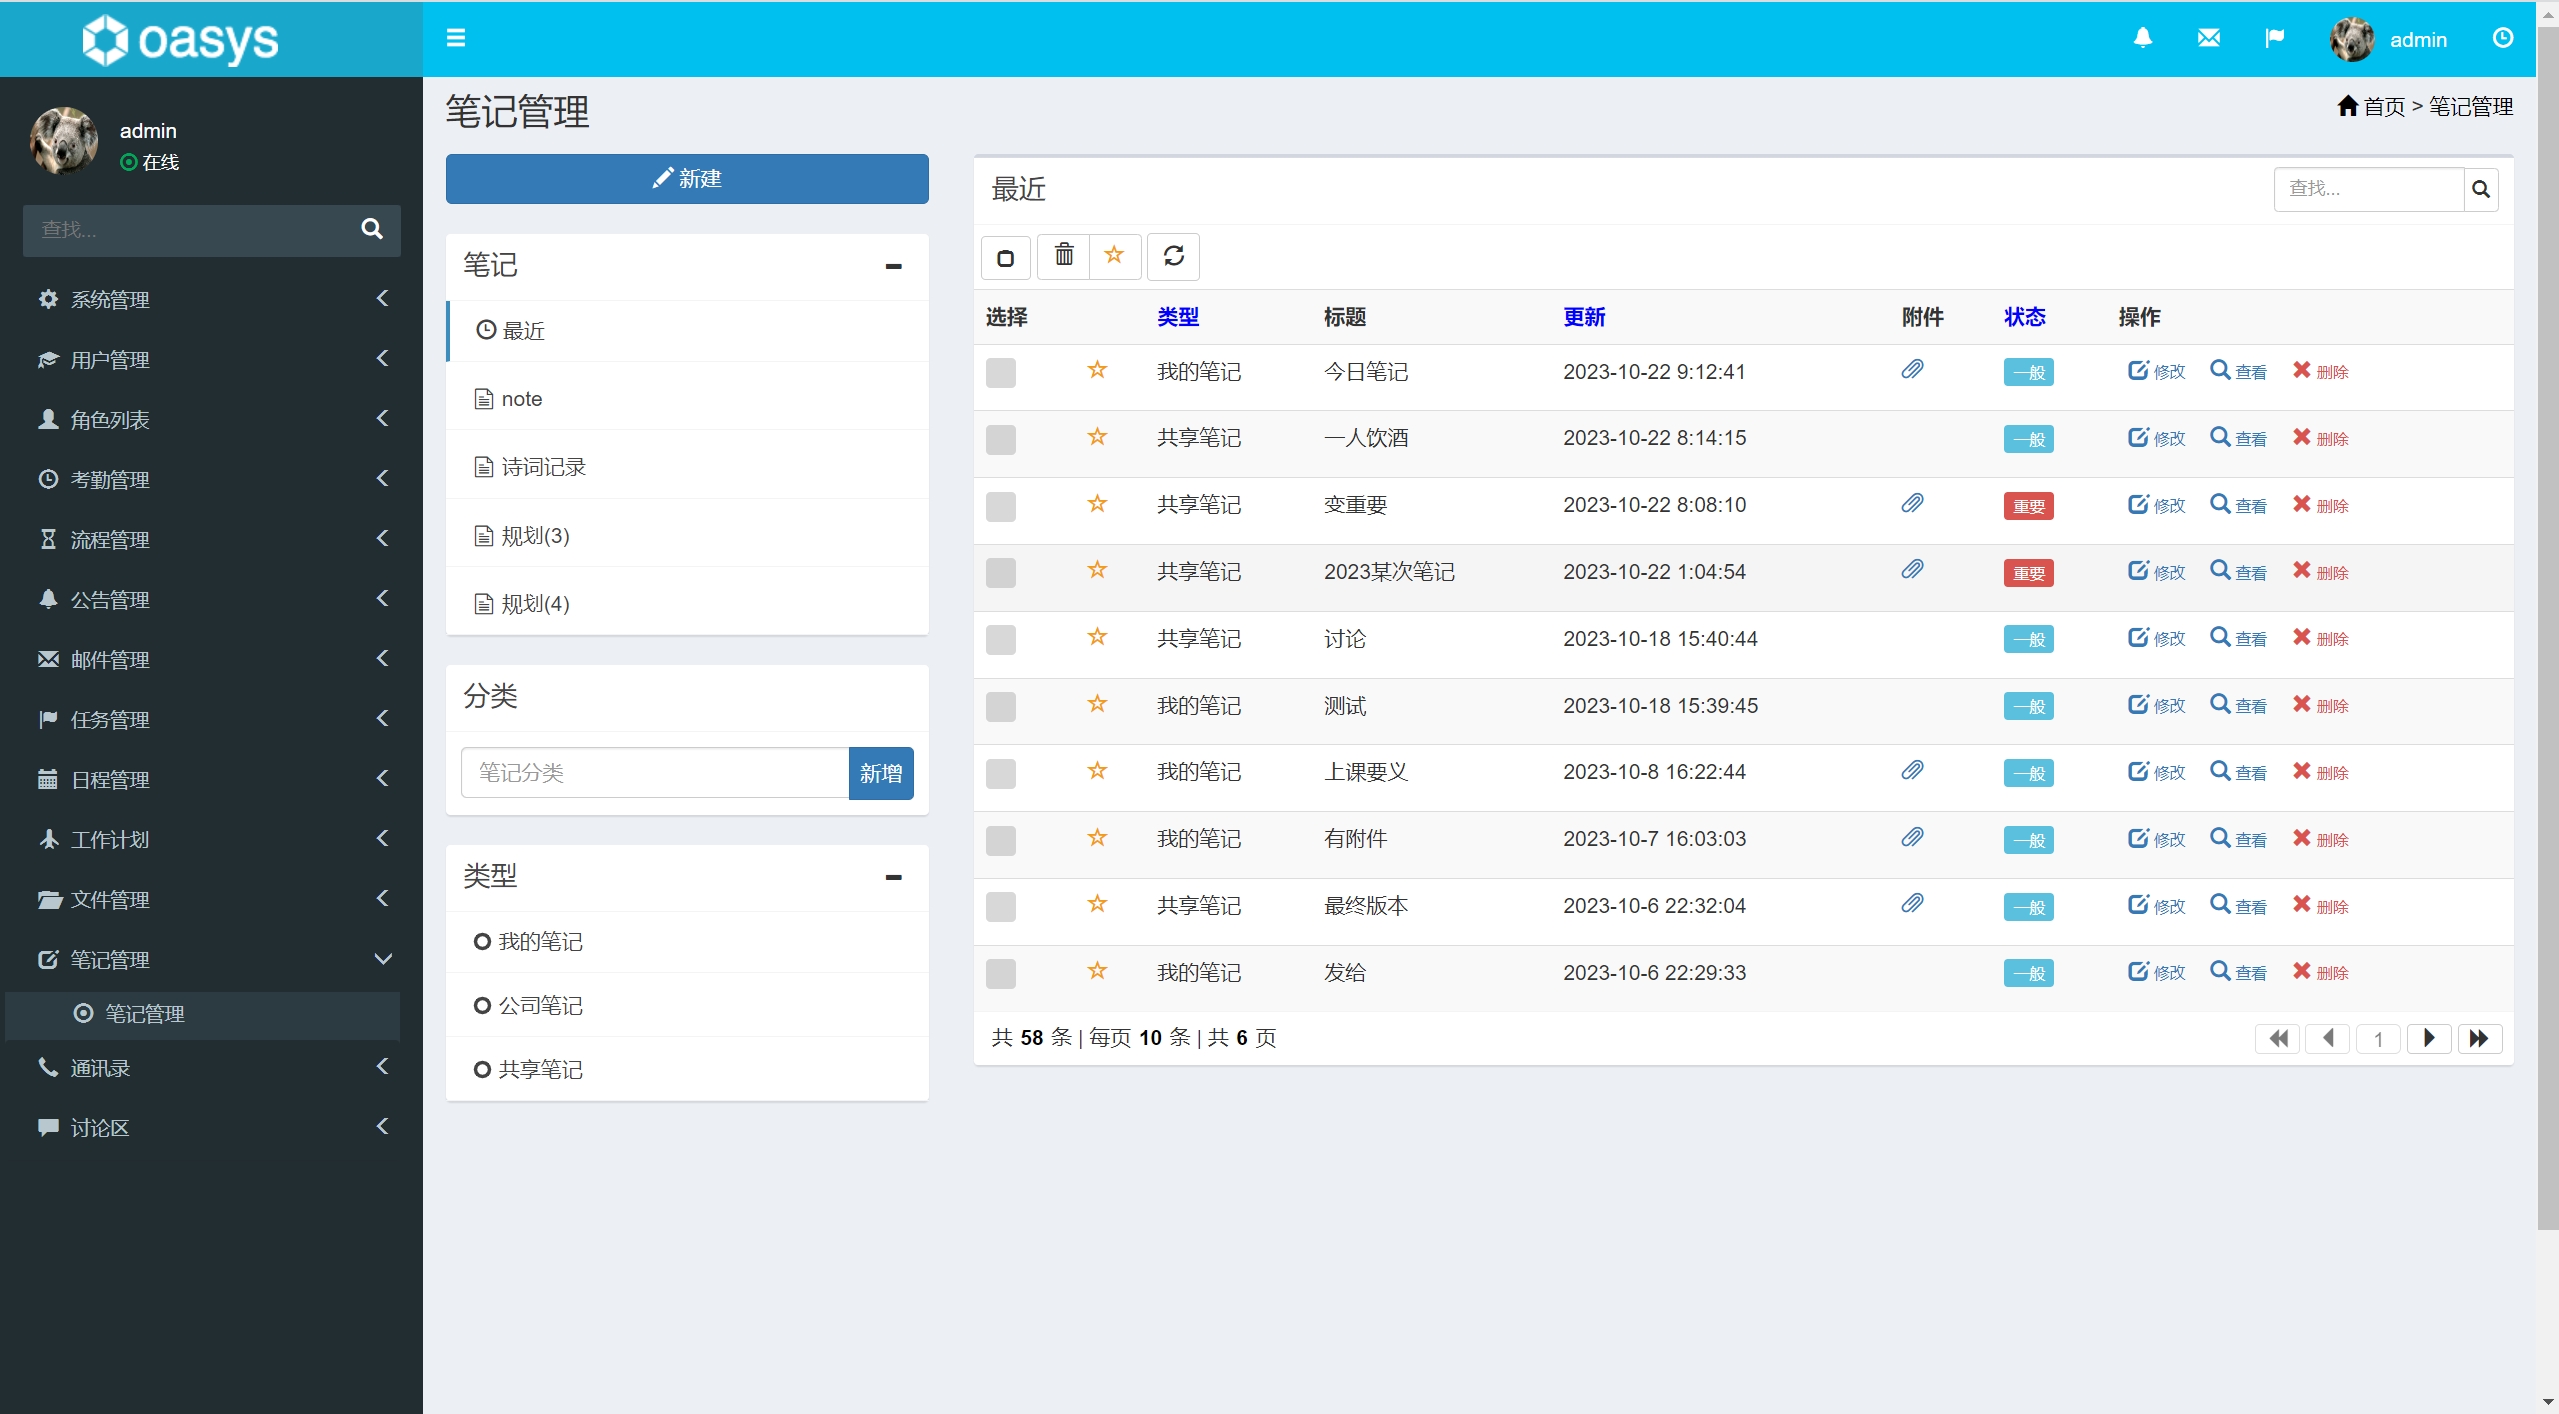 oasys
admin
admin
在线
查找...
系统管理
用户管理
角色列表
考勤管理
流程管理
公告管理
邮件管理
任务管理
日程管理
工作计划
文件管理
笔记管理
笔记管理
通讯录
讨论区
笔记管理
首页 > 笔记管理
新建
笔记
最近
note
诗词记录
规划(3)
规划(4)
分类
笔记分类 新增
类型
我的笔记
公司笔记
共享笔记
最近
查找...
选择 类型 标题 更新 附件 状态 操作
我的笔记 今日笔记 2023-10-22 9:12:41 一般 修改 查看 删除
共享笔记 一人饮酒 2023-10-22 8:14:15 一般 修改 查看 删除
共享笔记 变重要 2023-10-22 8:08:10 重要 修改 查看 删除
共享笔记 2023某次笔记 2023-10-22 1:04:54 重要 修改 查看 删除
共享笔记 讨论 2023-10-18 15:40:44 一般 修改 查看 删除
我的笔记 测试 2023-10-18 15:39:45 一般 修改 查看 删除
我的笔记 上课要义 2023-10-8 16:22:44 一般 修改 查看 删除
我的笔记 有附件 2023-10-7 16:03:03 一般 修改 查看 删除
共享笔记 最终版本 2023-10-6 22:32:04 一般 修改 查看 删除
我的笔记 发给 2023-10-6 22:29:33 一般 修改 查看 删除
共 58 条 | 每页 10 条 | 共 6 页
1